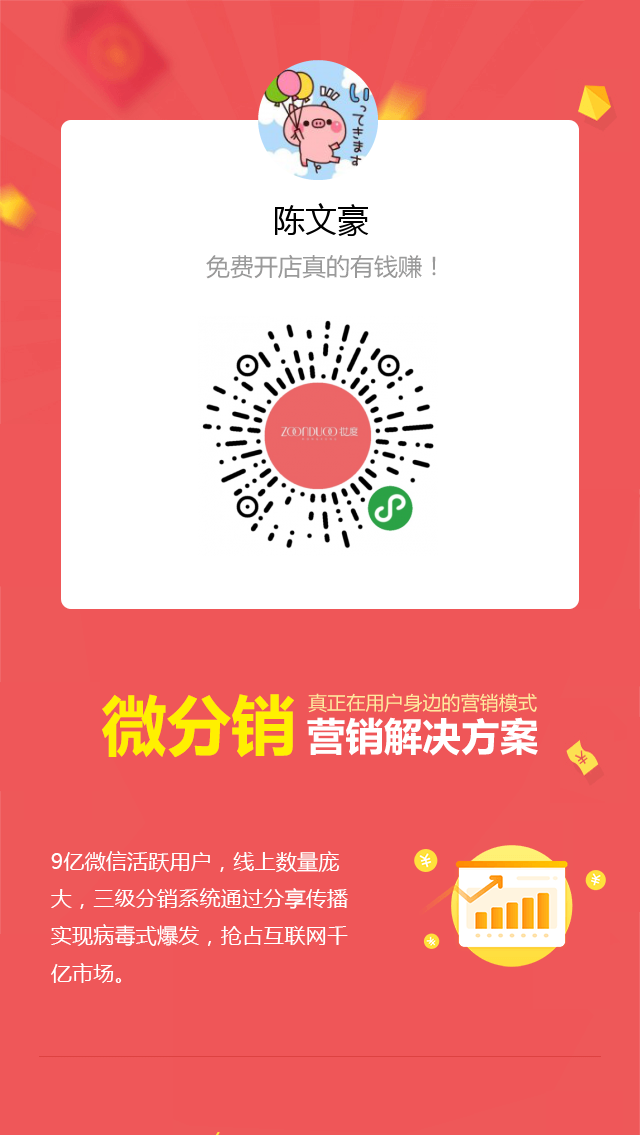 いってきます
陈文豪
免费开店真的有钱赚！
ZOONDUOO
微分销
真正在用户身边的营销模式
营销解决方案
9亿微信活跃用户，线上数量庞
大，三级分销系统通过分享传播
实现病毒式爆发，抢占互联网千
亿市场。